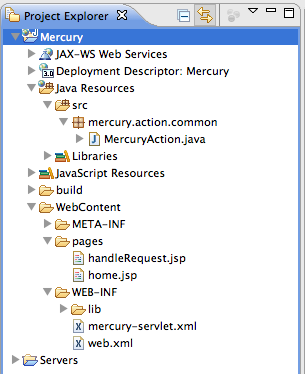 Project Explorer
Mercury
JAX-WS Web Services
3.0 Deployment Descriptor: Mercury
Java Resources
src
mercury.action.common
J MercuryAction.java
Libraries
JavaScript Resources
build
WebContent
META-INF
pages
handleRequest.jsp
home.jsp
WEB-INF
lib
X mercury-servlet.xml
X web.xml
Servers